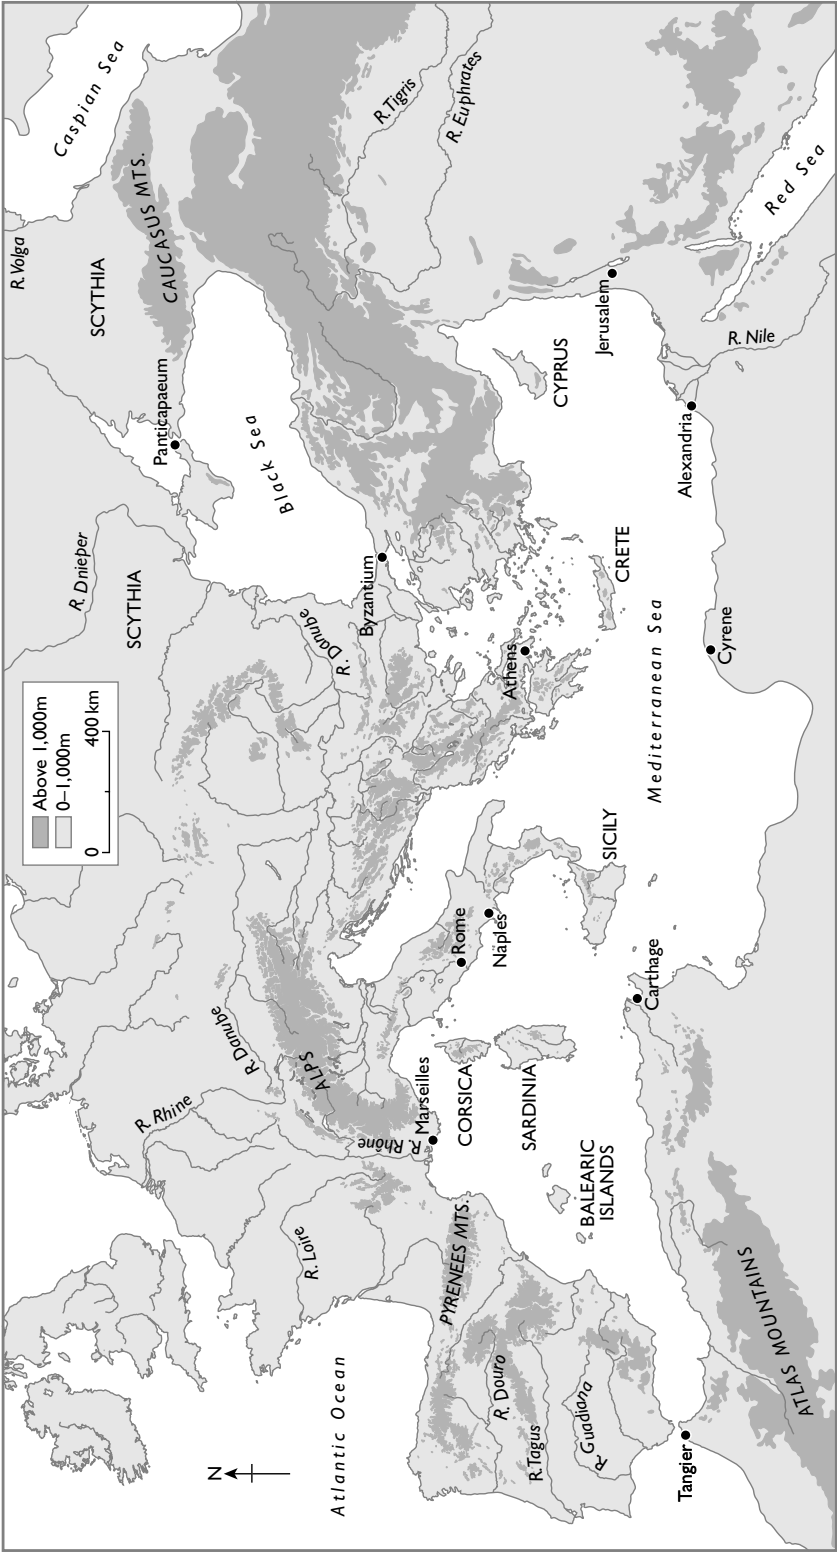 Above 1,000m
0–1,000m
0
400 km
N
Atlantic Ocean
R. Loire
R. Rhine
R. Danube
ALPS
R. Rhône
Marseilles
PYRENEES MTS.
R. Douro
R. Tagus
R. Guadiana
Tangier
ATLAS MOUNTAINS
BALEARIC
ISLANDS
CORSICA
SARDINIA
Rome
Naples
SICILY
Carthage
Mediterranean Sea
R. Dnieper
SCYTHIA
R. Danube
Byzantium
Athens
CRETE
Cyrene
Black Sea
Panticapaeum
SCYTHIA
R. Volga
CAUCASUS MTS.
Caspian Sea
R. Tigris
R. Euphrates
CYPRUS
Jerusalem
Alexandria
R. Nile
Red Sea